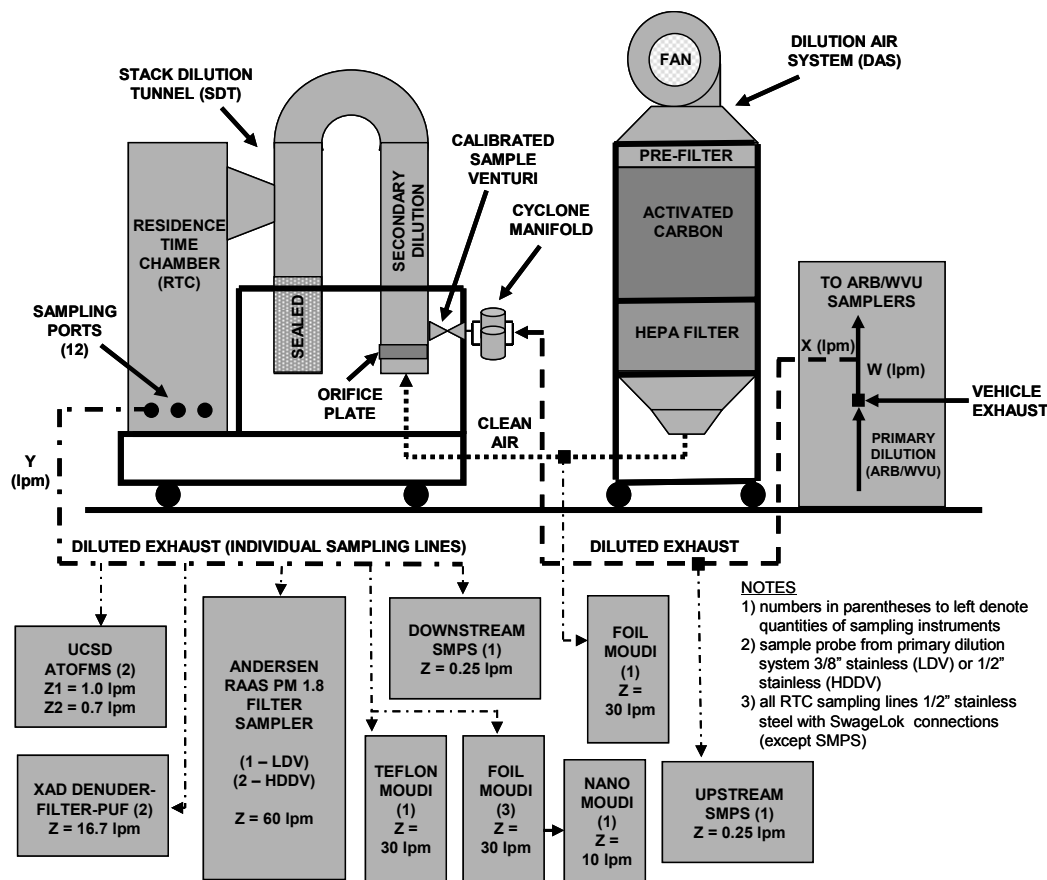 STACK DILUTION
TUNNEL (SDT)
FAN
DILUTION AIR
SYSTEM (DAS)
CALIBRATED
SAMPLE
VENTURI
PRE-FILTER
CYCLONE
MANIFOLD
ACTIVATED
CARBON
RESIDENCE
TIME
CHAMBER
(RTC)
SECONDARY
DILUTION
SEALED
SAMPLING
PORTS
(12)
HEPA FILTER
ORIFICE
PLATE
CLEAN
AIR
TO ARB/WVU
SAMPLERS
X (lpm)
W (lpm)
VEHICLE
EXHAUST
PRIMARY
DILUTION
(ARB/WVU)
Y
(lpm)
DILUTED EXHAUST (INDIVIDUAL SAMPLING LINES)
DILUTED EXHAUST
UCSD
ATOFMS (2)
Z1 = 1.0 lpm
Z2 = 0.7 lpm
XAD DENUDER-
FILTER-PUF (2)
Z = 16.7 lpm
ANDERSEN
RAAS PM 1.8
FILTER
SAMPLER
(1 – LDV)
(2 – HDDV)
Z = 60 lpm
DOWNSTREAM
SMPS (1)
Z = 0.25 lpm
TEFLON
MOUDI
(1)
Z =
30 lpm
FOIL
MOUDI
(3)
Z =
30 lpm
NANO
MOUDI
(1)
Z =
10 lpm
FOIL
MOUDI
(1)
Z =
30 lpm
UPSTREAM
SMPS (1)
Z = 0.25 lpm
NOTES
1) numbers in parentheses to left denote
quantities of sampling instruments
2) sample probe from primary dilution
system 3/8" stainless (LDV) or 1/2"
stainless (HDDV)
3) all RTC sampling lines 1/2" stainless
steel with SwageLok connections
(except SMPS)